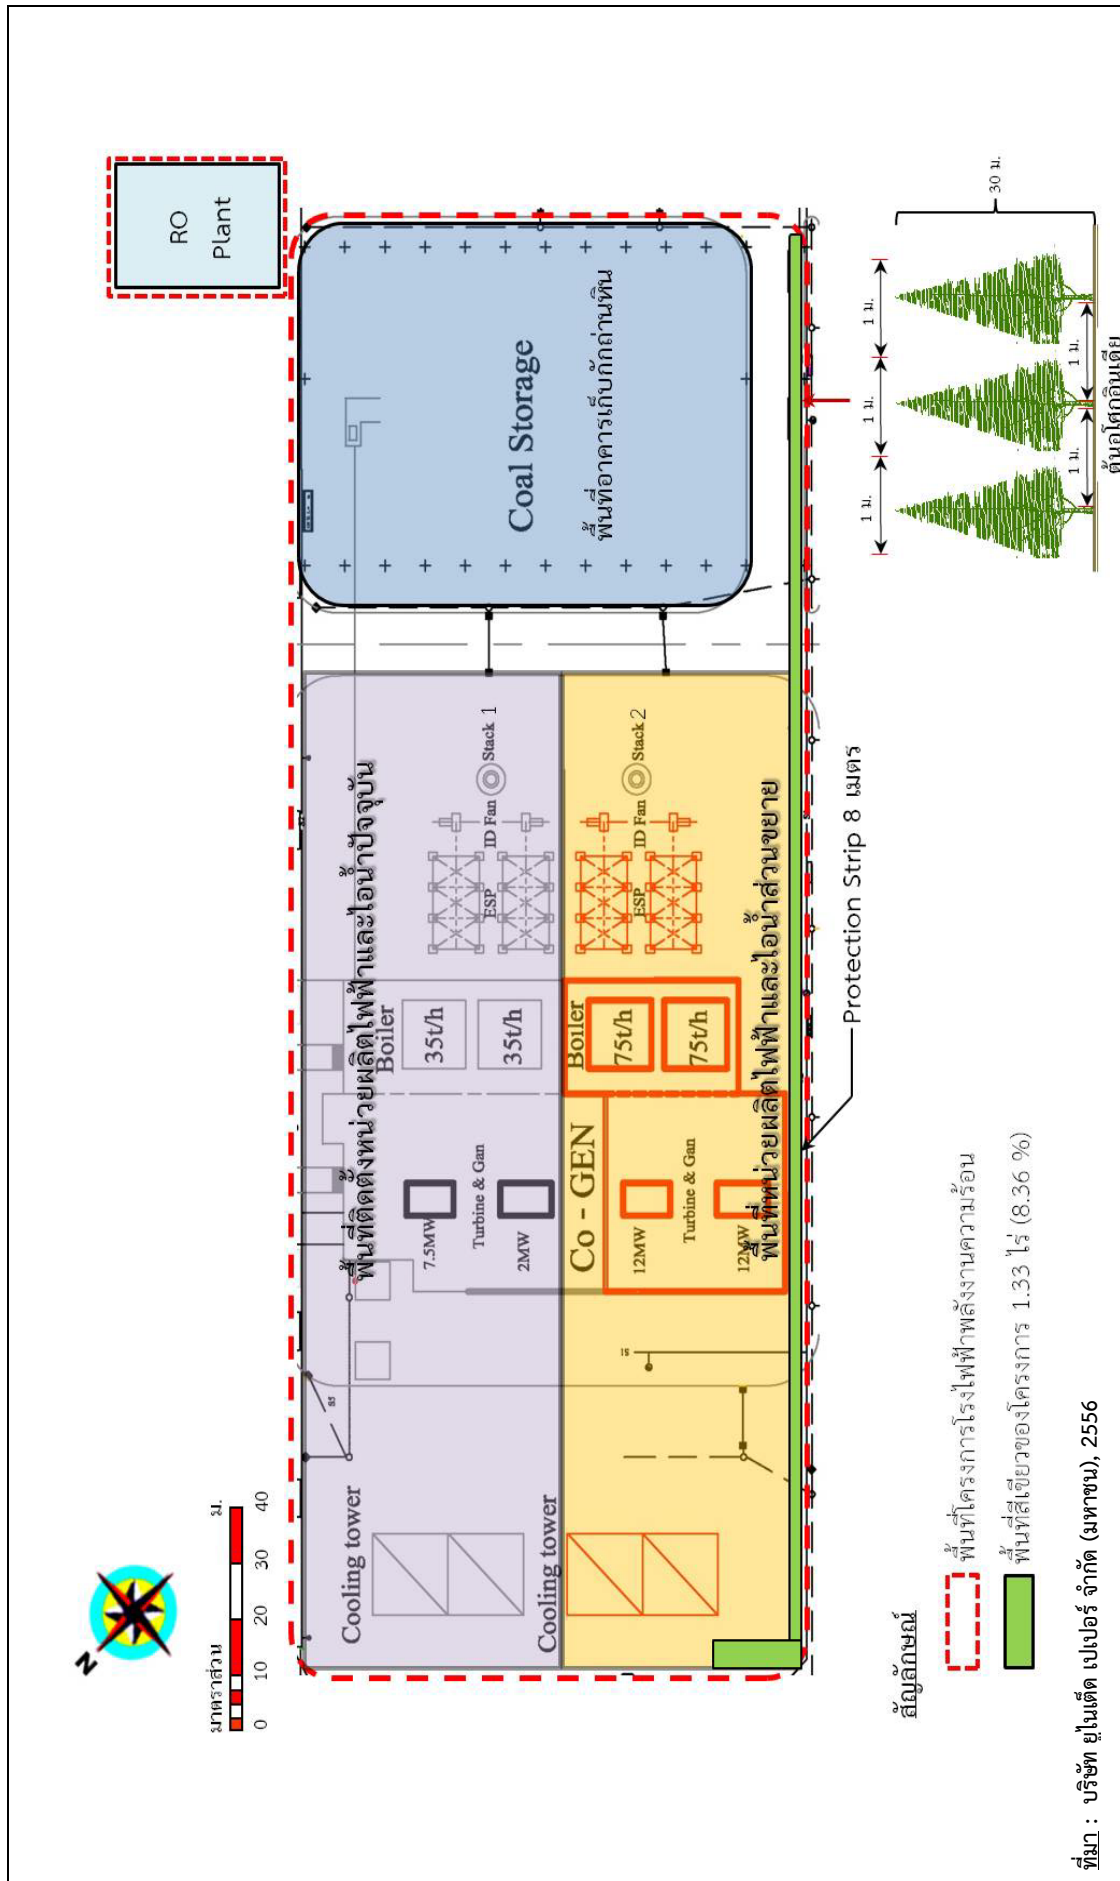 RO
Plant
Coal Storage
พื้นที่อาคารเก็บกักถ่านหิน
30 ม.
1 ม.
1 ม.
1 ม.
1 ม.
1 ม.
ต้นอโศกอินเดีย
พื้นที่ติดตั้งหน่วยผลิตไฟฟ้าและไอน้ำปัจจุบัน
Stack 1
ID Fan
ESP
Boiler
35t/h
35t/h
Turbine & Gan
7.5MW
2MW
Cooling tower
S5
Stack 2
ID Fan
ESP
Boiler
75t/h
75t/h
Co - GEN
Turbine & Gan
12MW
12MW
พื้นที่หน่วยผลิตไฟฟ้าและไอน้ำส่วนขยาย
S1
Cooling tower
Protection Strip 8 เมตร
N
มาตราส่วน ม.
0 10 20 30 40
สัญลักษณ์
พื้นที่โครงการโรงไฟฟ้าพลังงานความร้อน
พื้นที่สีเขียวของโครงการ 1.33 ไร่ (8.36 %)
ที่มา : บริษัท ยูไนเต็ด เปเปอร์ จำกัด (มหาชน), 2556